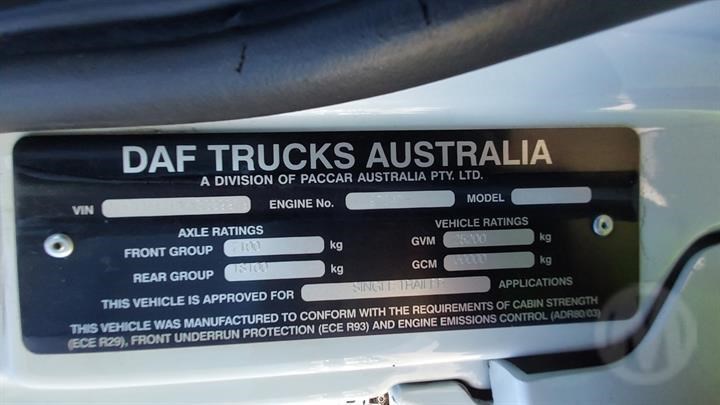 DAF TRUCKS AUSTRALIA
A DIVISION OF PACCAR AUSTRALIA PTY. LTD.
VIN ENGINE No. MODEL
AXLE RATINGS VEHICLE RATINGS
FRONT GROUP kg GVM kg
REAR GROUP kg GCM kg
THIS VEHICLE IS APPROVED FOR SINGLE TRAILER APPLICATIONS
THIS VEHICLE WAS MANUFACTURED TO CONFORM WITH THE REQUIREMENTS OF CABIN STRENGTH
(ECE R29), FRONT UNDERRUN PROTECTION (ECE R93) AND ENGINE EMISSIONS CONTROL (ADR80/03)